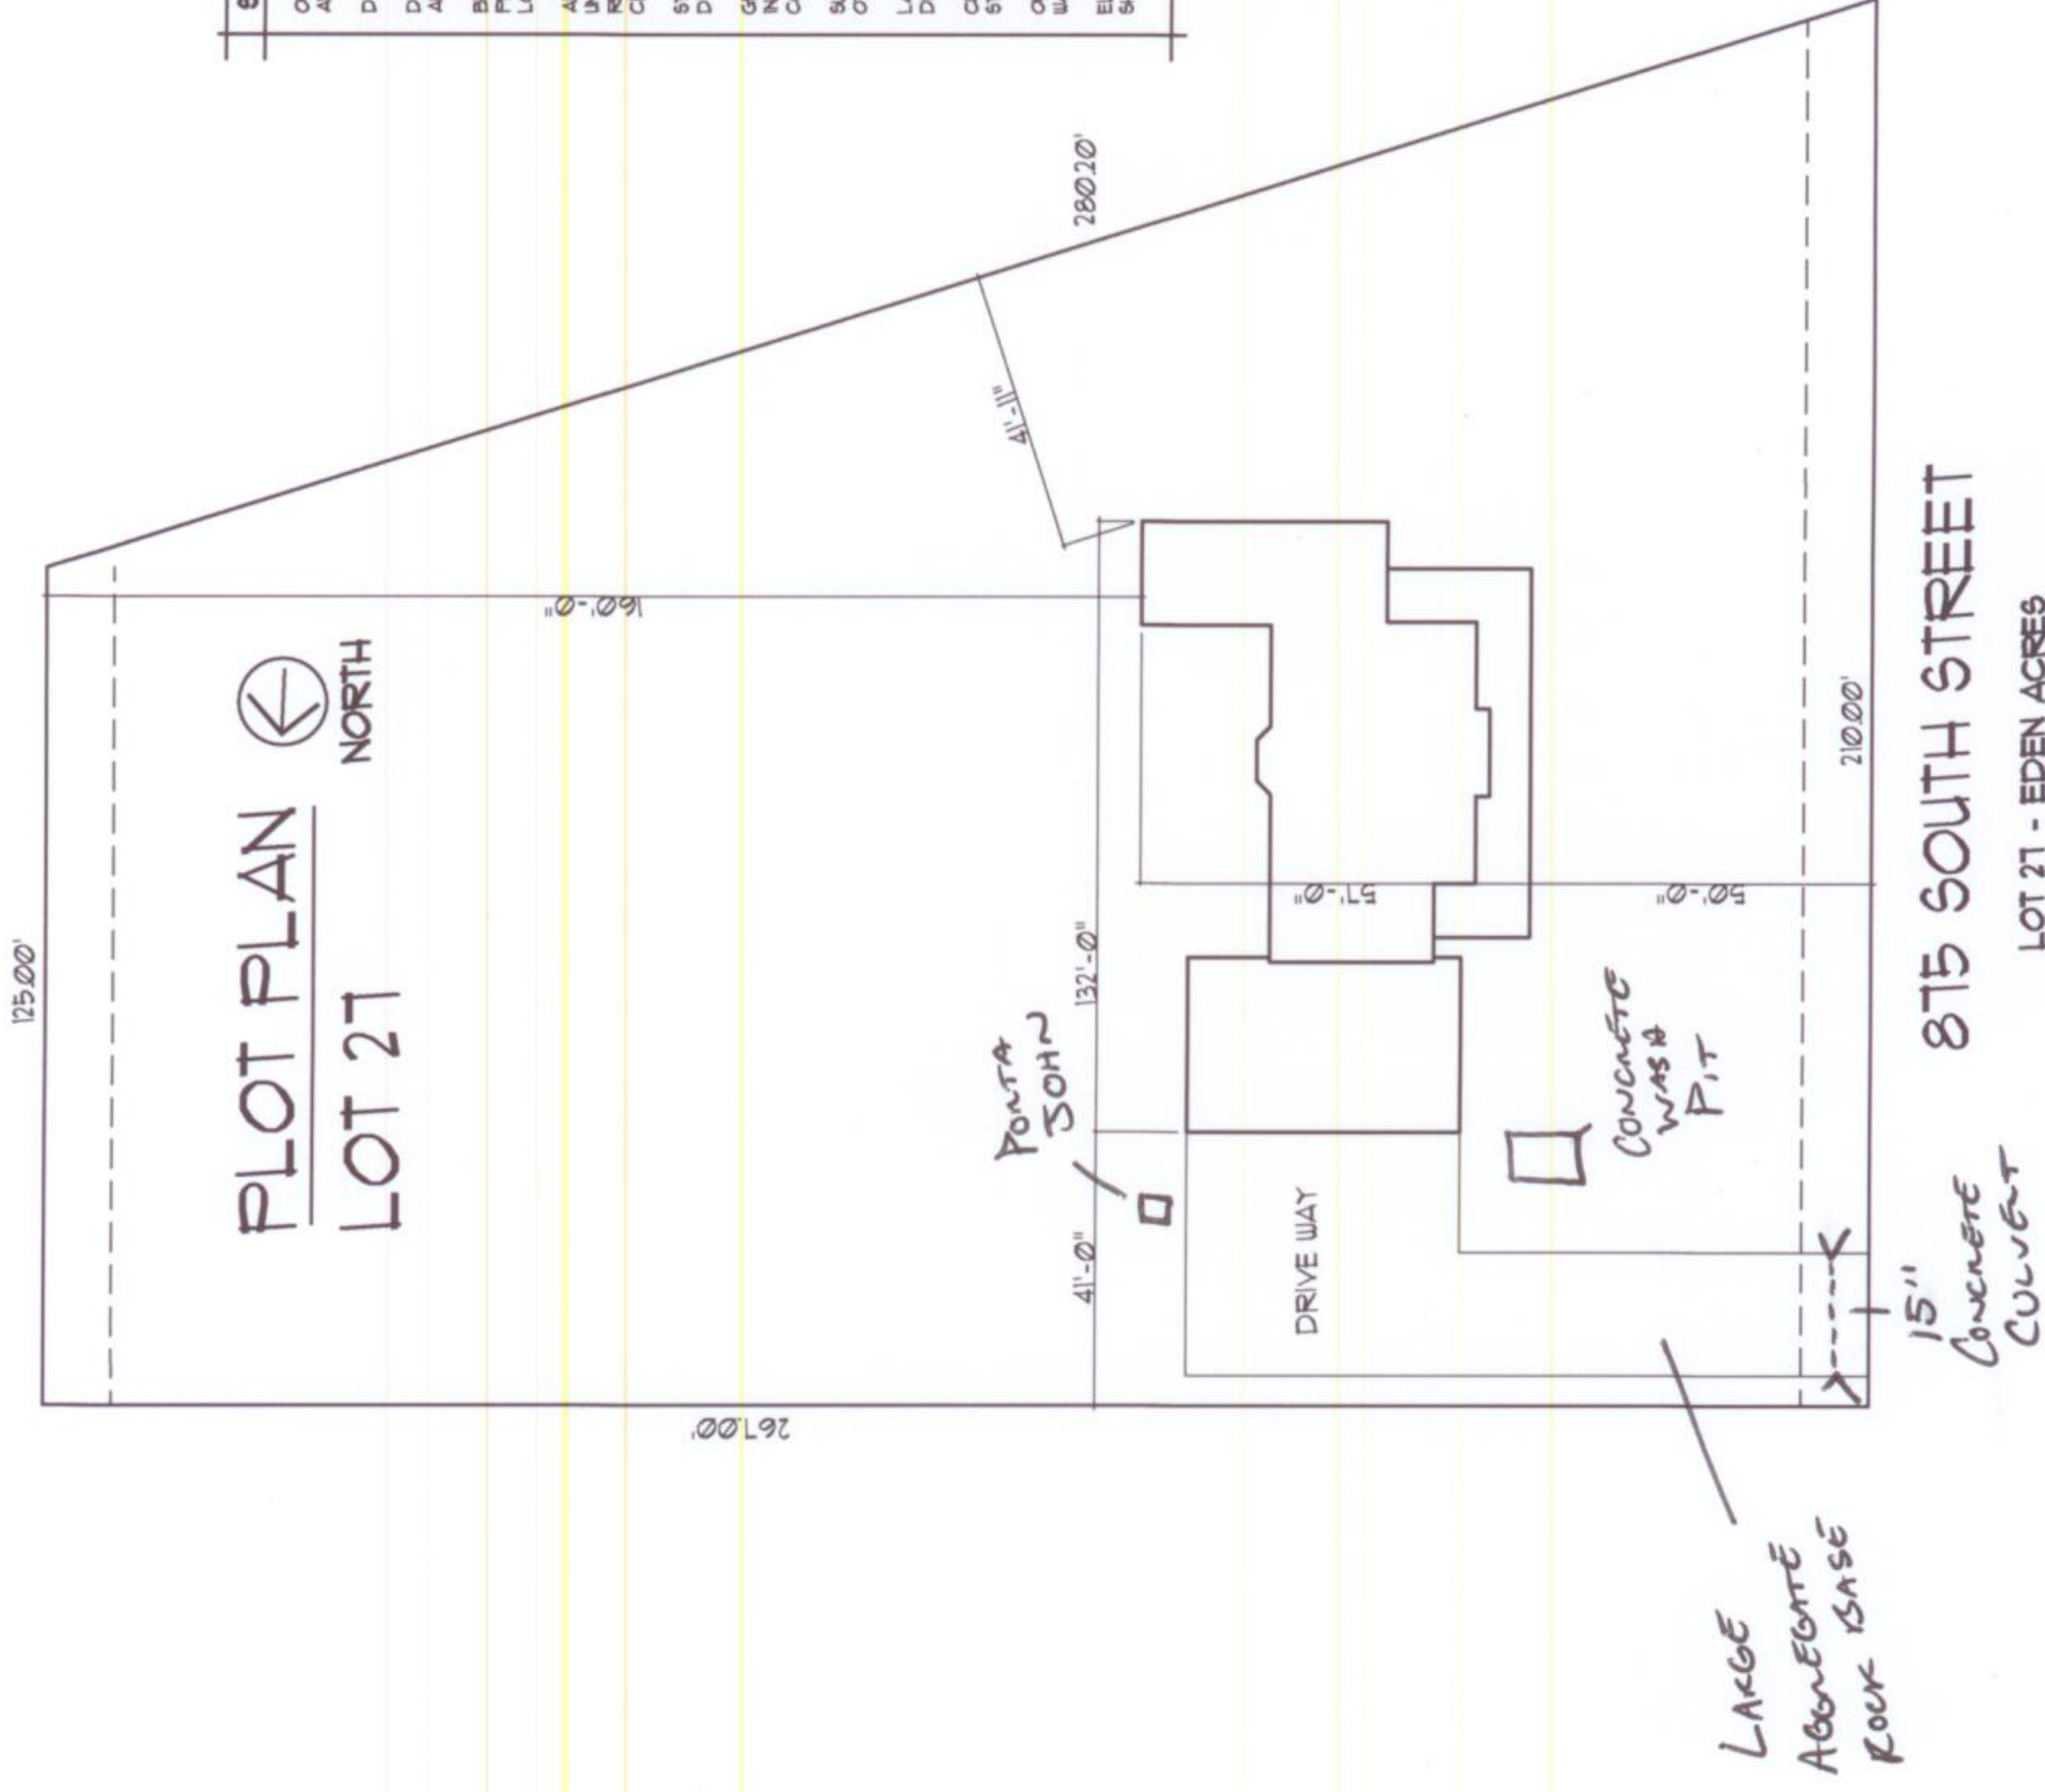 125.00'
PLOT PLAN
LOT 27
NORTH
160'-0"
267.00'
280.20'
41'-11"
PORTA
JOHN
132'-0"
41'-0"
57'-0"
50'-0"
DRIVE WAY
CONCRETE
WASH
PIT
210.00'
LARGE
AGGREGATE
ROCK BASE
15"
CONCRETE
CULVERT
875 SOUTH STREET
LOT 27 - EDEN ACRES